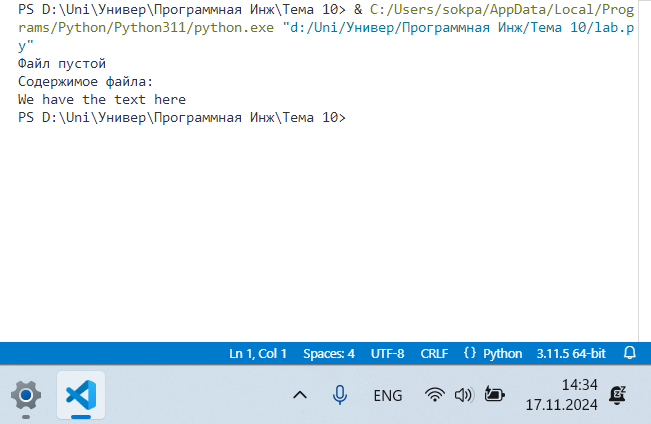 PS D:\Uni\Универ\Программная Инж\Тема 10> & C:/Users/sokpa/AppData/Local/Prog
rams/Python/Python311/python.exe "d:/Uni/Универ/Программная Инж/Тема 10/lab.p
y"
Файл пустой
Содержимое файла:
We have the text here
PS D:\Uni\Универ\Программная Инж\Тема 10>
Ln 1, Col 1 Spaces: 4 UTF-8 CRLF {} Python 3.11.5 64-bit
ENG 14:34
17.11.2024